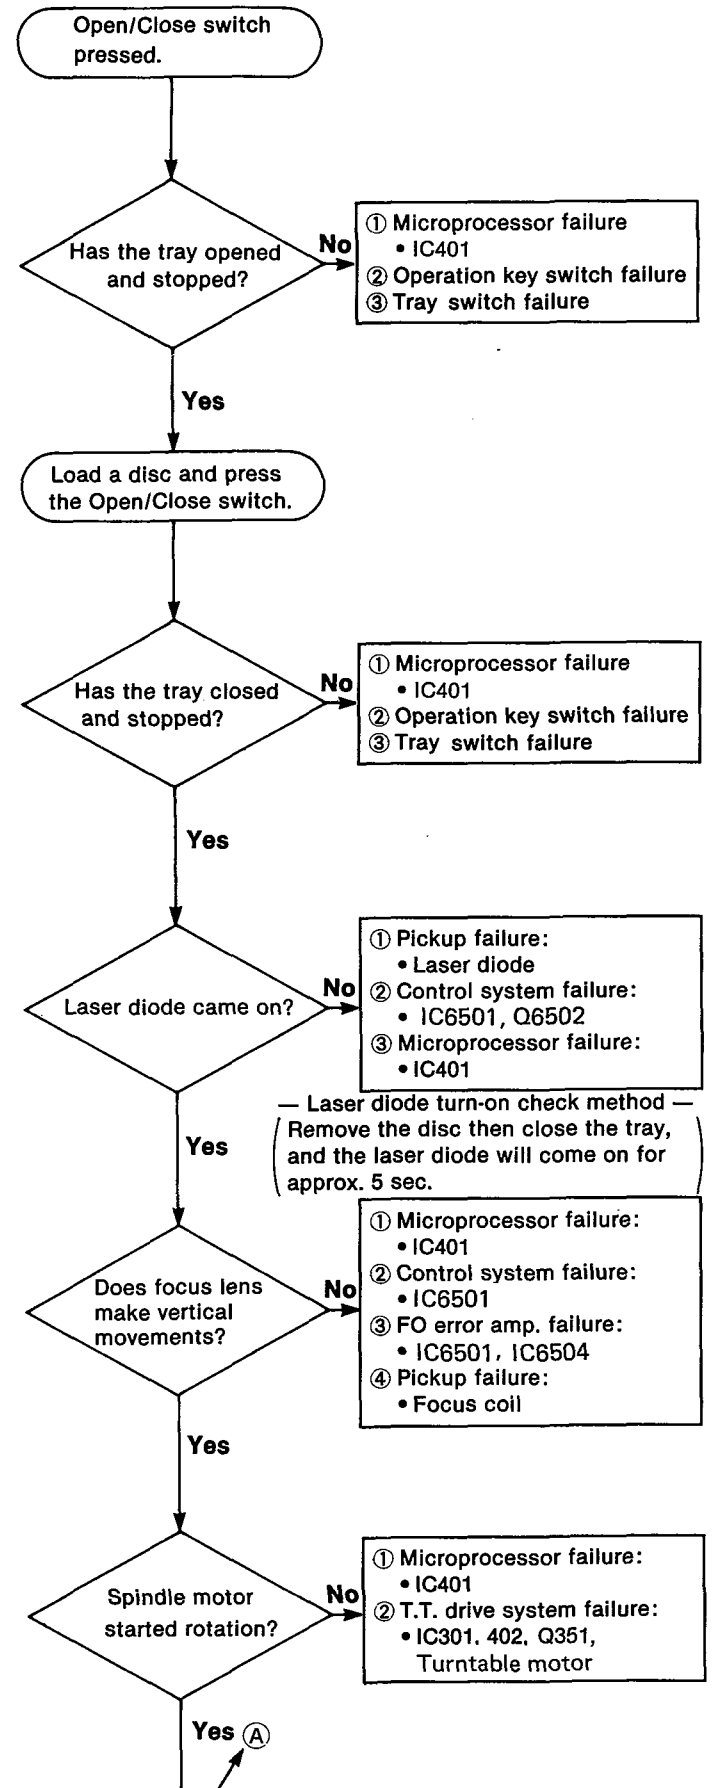 Open/Close switch
pressed.
Has the tray opened
and stopped?
No
① Microprocessor failure
• IC401
② Operation key switch failure
③ Tray switch failure
Yes
Load a disc and press
the Open/Close switch.
Has the tray closed
and stopped?
No
① Microprocessor failure
• IC401
② Operation key switch failure
③ Tray switch failure
Yes
Laser diode came on?
No
① Pickup failure:
• Laser diode
② Control system failure:
• IC6501, Q6502
③ Microprocessor failure:
• IC401
— Laser diode turn-on check method —
Remove the disc then close the tray,
and the laser diode will come on for
approx. 5 sec.
Yes
Does focus lens
make vertical
movements?
No
① Microprocessor failure:
• IC401
② Control system failure:
• IC6501
③ FO error amp. failure:
• IC6501, IC6504
④ Pickup failure:
• Focus coil
Yes
Spindle motor
started rotation?
No
① Microprocessor failure:
• IC401
② T.T. drive system failure:
• IC301, 402, Q351,
Turntable motor
Yes Ⓐ